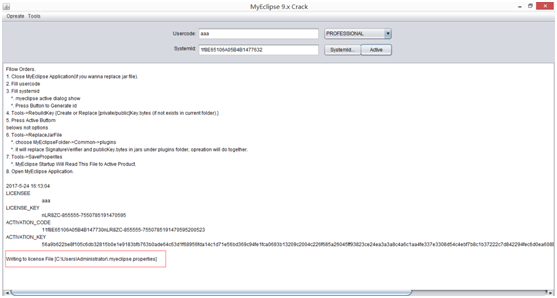 MyEclipse 9.x Crack
Opreate Tools
Usercode: aaa PROFESSIONAL
SystemId: 1fBE65106A05B4B1477632 SystemId... Active
Fllow Orders:
1. Close MyEclipse Application(If you wanna replace jar file).
2. Fill usercode
3. Fill systemid
*. myeclipse active dialog show
*. Press Button to Generate id
4. Tools->RebuildKey {Create or Replace [private/public]Key.bytes (if not exists in current folder).}
5. Press Active Buttom
belows not options
6. Tools->ReplaceJarFile
*. choose MyEclipseFolder->Common->plugins
*. it will replace SignatureVerifier and publicKey.bytes in jars under plugins folder, opreation will do together.
7. Tools->SaveProperites
*. MyEclipse Startup Will Read This File to Active Product.
8. Open MyEclipse Application.
2017-5-24 16:13:04
LICENSEE
aaa
LICENSE_KEY
nLR8ZC-855555-7550785191470595
ACTIVATION_CODE
ACTIVATION_KEY
Writing to license File [C:\Users\Administrator\.myeclipse.properties]